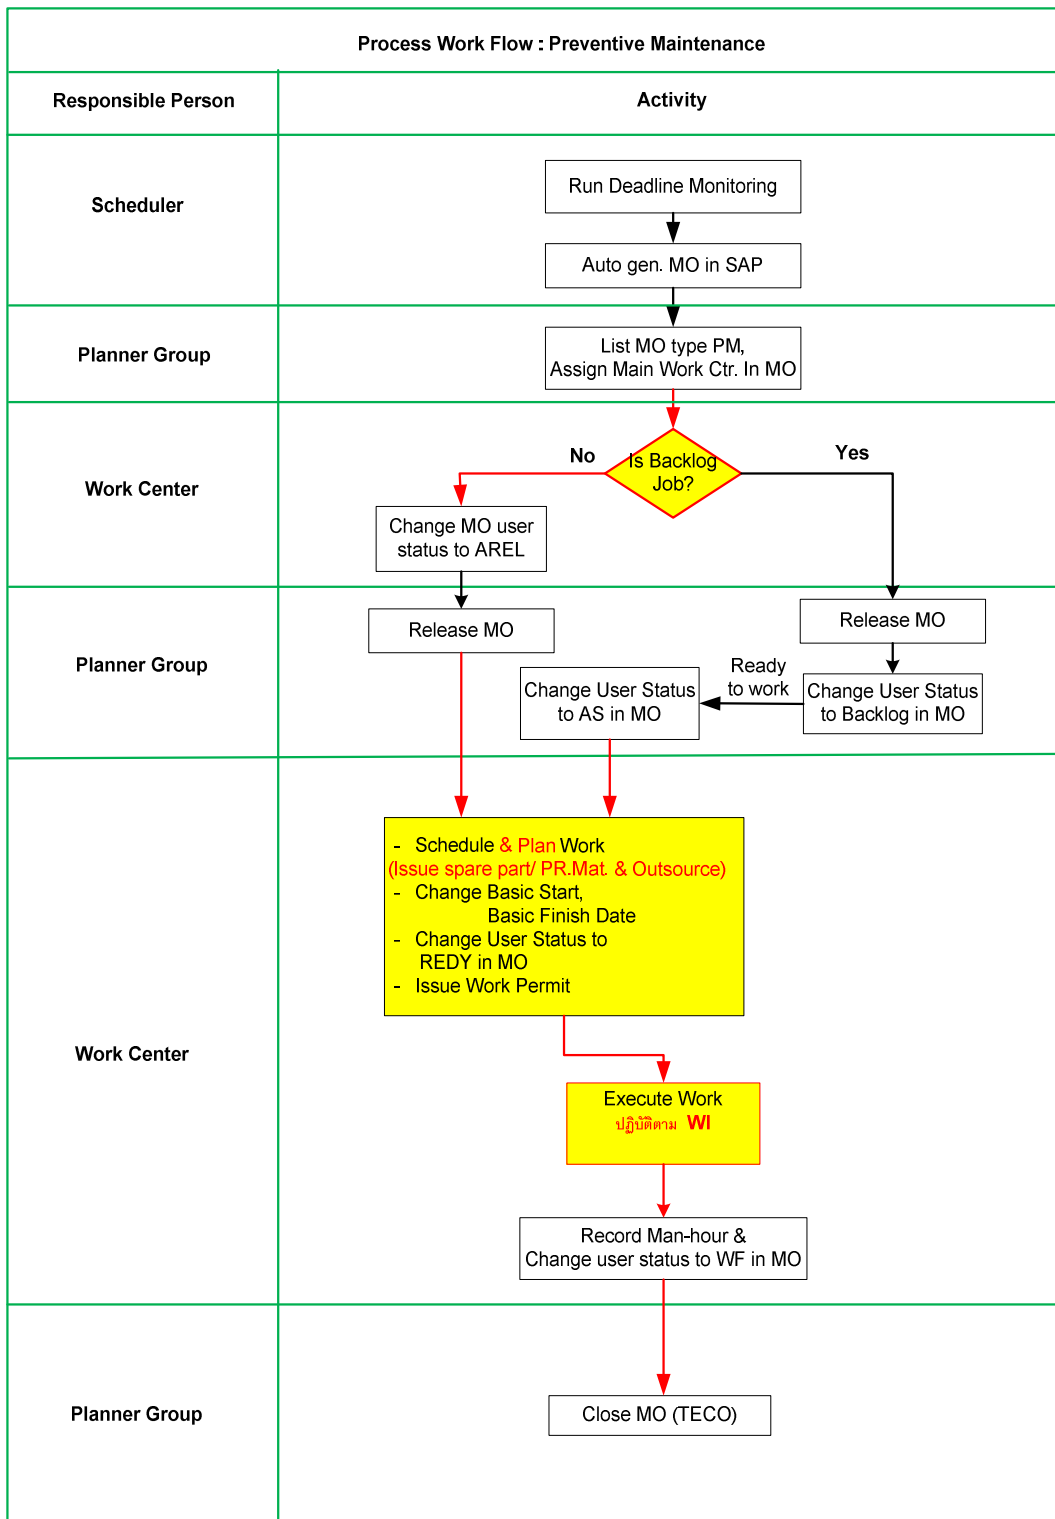 Process Work Flow : Preventive Maintenance
Responsible Person
Activity
Scheduler
Run Deadline Monitoring
Auto gen. MO in SAP
Planner Group
List MO type PM,
Assign Main Work Ctr. In MO
Work Center
No
Is Backlog
Job?
Yes
Change MO user
status to AREL
Planner Group
Release MO
Release MO
Ready
to work
Change User Status
to AS in MO
Change User Status
to Backlog in MO
Work Center
- Schedule & Plan Work
(Issue spare part/ PR.Mat. & Outsource)
- Change Basic Start,
Basic Finish Date
- Change User Status to
REDY in MO
- Issue Work Permit
Execute Work
ปฏิบัติตาม WI
Record Man-hour &
Change user status to WF in MO
Planner Group
Close MO (TECO)